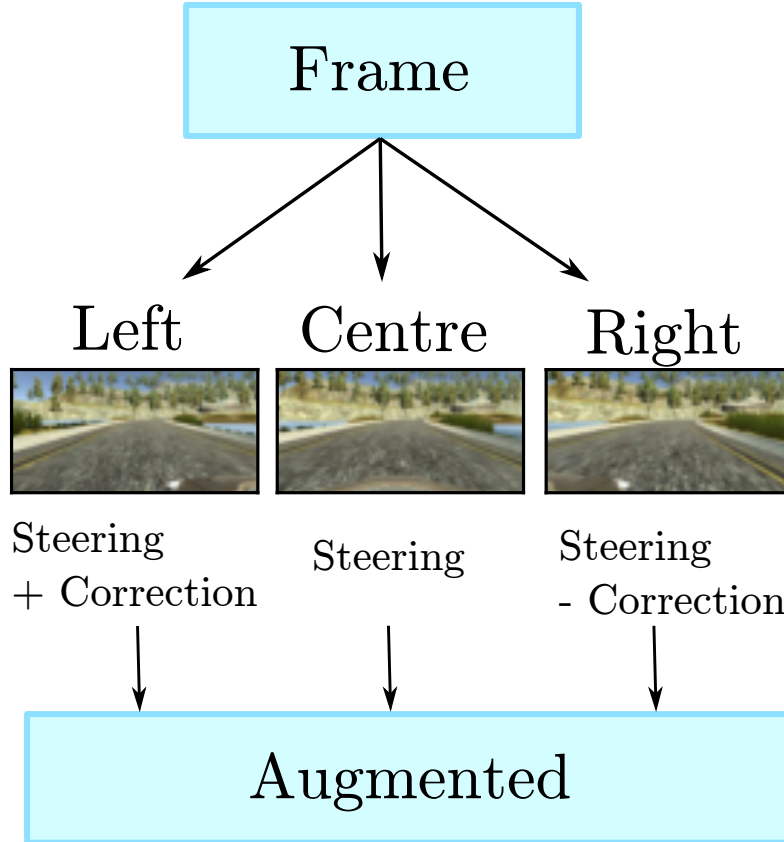 Frame
Left
Centre
Right
Steering
+ Correction
Steering
Steering
- Correction
Augmented